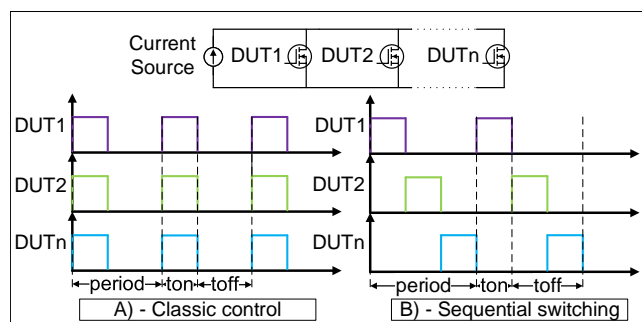 Current
Source
DUT1
DUT2
DUTn
DUT1
DUT2
DUTn
period
ton
toff
A) - Classic control
DUT1
DUT2
DUTn
period
ton
toff
B) - Sequential switching